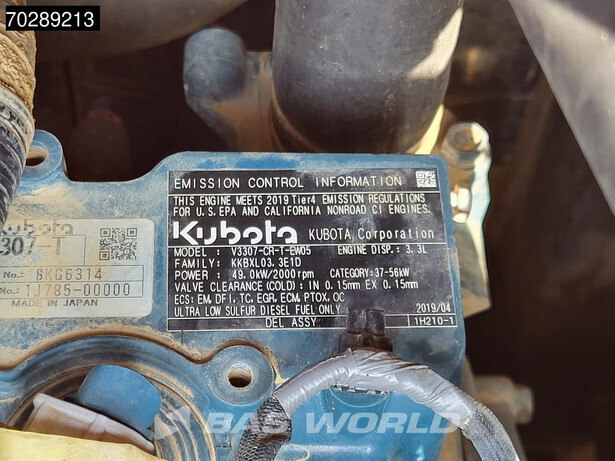 70289213
EMISSION CONTROL INFORMATION
THIS ENGINE MEETS 2019 Tier4 EMISSION REGULATIONS
FOR U.S.EPA AND CALIFORNIA NONROAD CI ENGINES.
Kubota KUBOTA Corporation
MODEL : V3307-CR-T-EW05 ENGINE DISP.: 3.3L
FAMILY : KKBXL03.3E1D
POWER : 49.0kW/2000rpm CATEGORY:37-56kW
VALVE CLEARANCE(COLD): IN 0.15mm EX 0.15mm
ECS: EM, DFI, TC, EGR, ECM, PTOX, OC
ULTRA LOW SULFUR DIESEL FUEL ONLY 2019/04
DEL ASSY 1H210-1
Kubota
3307-T
No.: 8KG6314
No.: 1J785-00000
MADE IN JAPAN
BAS WORLD